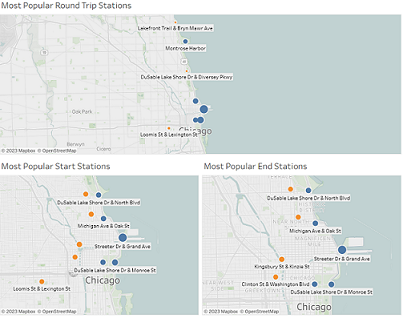 Most Popular Round Trip Stations
Lakefront Trail & Bryn Mawr Ave
Montrose Harbor
DuSable Lake Shore Dr & Diversey Pkwy
Oak Park
Chicago
Loomis St & Lexington St
Berwyn
Cicero
© 2023 Mapbox © OpenStreetMap
Most Popular Start Stations
DuSable Lake Shore Dr & North Blvd
Michigan Ave & Oak St
Streeter Dr & Grand Ave
DuSable Lake Shore Dr & Monroe St
Chicago
Loomis St & Lexington St
© 2023 Mapbox © OpenStreetMap
Most Popular End Stations
DuSable Lake Shore Dr & North Blvd
Michigan Ave & Oak St
Streeter Dr & Grand Ave
Kingsbury St & Kinzie St
Clinton St & Washington Blvd
DuSable Lake Shore Dr & Monroe St
Chicago
© 2023 Mapbox © OpenStreetMap